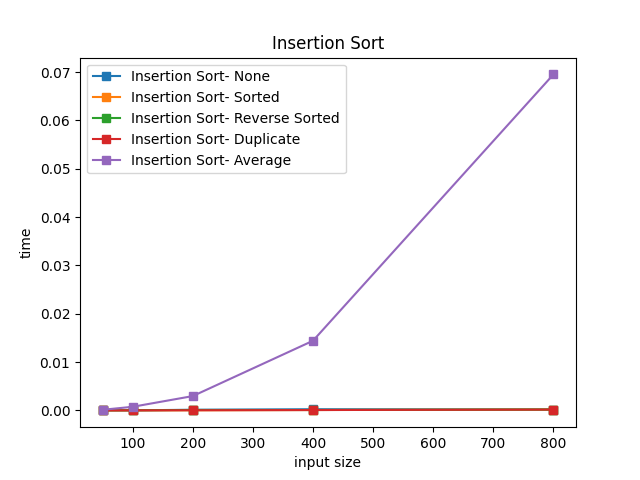 Insertion Sort
Insertion Sort- None
Insertion Sort- Sorted
Insertion Sort- Reverse Sorted
Insertion Sort- Duplicate
Insertion Sort- Average
0.07
0.06
0.05
0.04
0.03
0.02
0.01
0.00
time
100 200 300 400 500 600 700 800
input size